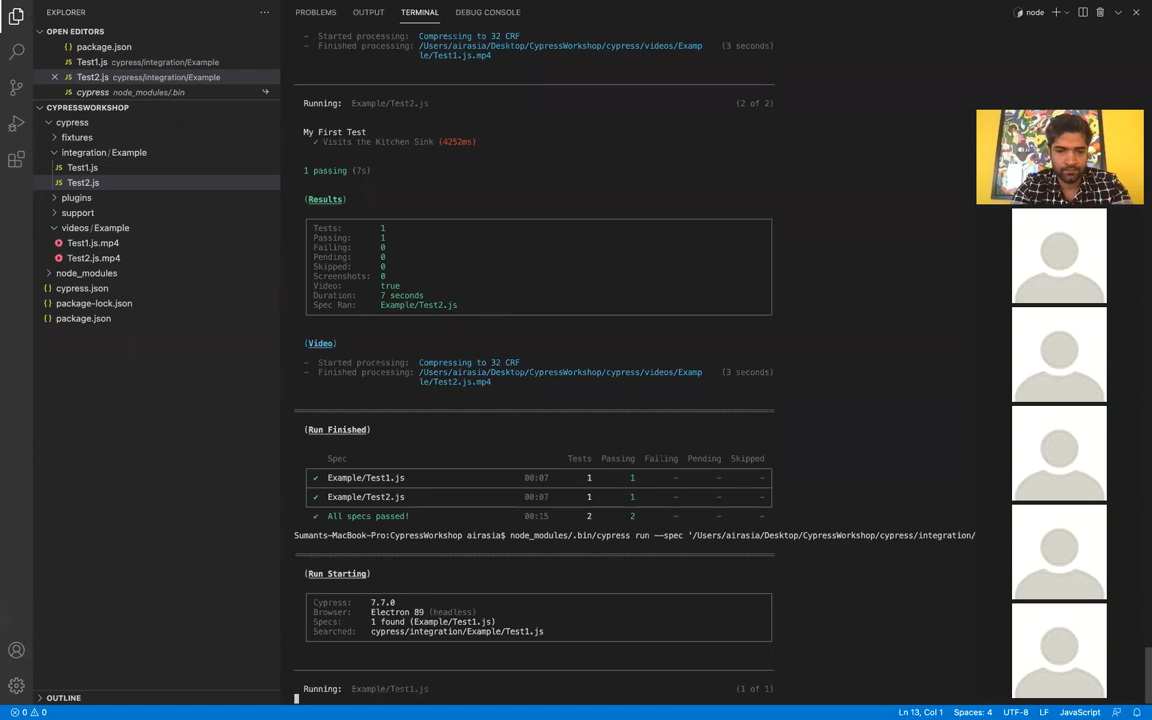 EXPLORER
OPEN EDITORS
{} package.json
JS Test1.js cypress/integration/Example
JS Test2.js cypress/integration/Example
cypress node_modules/.bin
CYPRESSWORKSHOP
cypress
fixtures
integration/Example
JS Test1.js
JS Test2.js
plugins
support
videos/Example
Test1.js.mp4
Test2.js.mp4
node_modules
{} cypress.json
{} package-lock.json
{} package.json
OUTLINE
PROBLEMS OUTPUT TERMINAL DEBUG CONSOLE
node
- Started processing: Compressing to 32 CRF
- Finished processing: /Users/airasia/Desktop/CypressWorkshop/cypress/videos/Examp (3 seconds)
le/Test1.js.mp4
Running: Example/Test2.js (2 of 2)
My First Test
✓ Visits the Kitchen Sink (4252ms)
1 passing (7s)
(Results)
Tests: 1
Passing: 1
Failing: 0
Pending: 0
Skipped: 0
Screenshots: 0
Video: true
Duration: 7 seconds
Spec Ran: Example/Test2.js
(Video)
- Started processing: Compressing to 32 CRF
- Finished processing: /Users/airasia/Desktop/CypressWorkshop/cypress/videos/Examp (3 seconds)
le/Test2.js.mp4
(Run Finished)
Spec Tests Passing Failing Pending Skipped
✔ Example/Test1.js 00:07 1 1 - - -
✔ Example/Test2.js 00:07 1 1 - - -
✔ All specs passed! 00:15 2 2 - - -
Sumants-MacBook-Pro:CypressWorkshop airasia$ node_modules/.bin/cypress run --spec '/Users/airasia/Desktop/CypressWorkshop/cypress/integration/
(Run Starting)
Cypress: 7.7.0
Browser: Electron 89 (headless)
Specs: 1 found (Example/Test1.js)
Searched: cypress/integration/Example/Test1.js
Running: Example/Test1.js (1 of 1)
0 0
Ln 13, Col 1 Spaces: 4 UTF-8 LF JavaScript